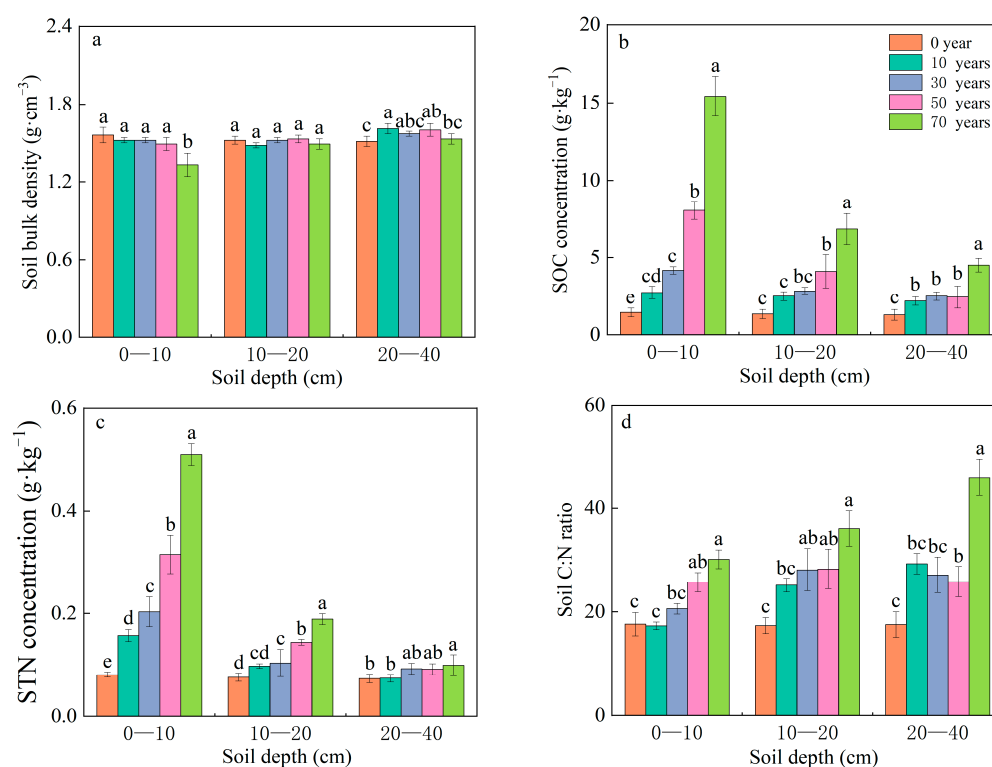 a
Soil bulk density (g·cm⁻³)
2.4
1.8
1.2
0.6
0.0
a a a a b
a a a a a
c a abc ab bc
0—10 10—20 20—40
Soil depth (cm)
b
SOC concentration (g·kg⁻¹)
20
15
10
5
0
0 year
10 years
30 years
50 years
70 years
e cd c b a
c c bc b a
c b b b a
0—10 10—20 20—40
Soil depth (cm)
c
STN concentration (g·kg⁻¹)
0.6
0.4
0.2
0.0
e d c b a
d cd c b a
b b ab ab a
0—10 10—20 20—40
Soil depth (cm)
d
Soil C:N ratio
60
40
20
0
c c bc ab a
c bc ab ab a
c bc bc b a
0—10 10—20 20—40
Soil depth (cm)